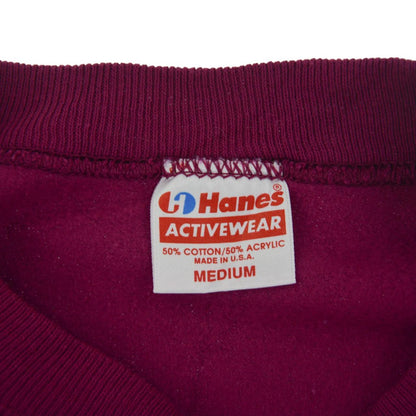 Hanes®
ACTIVEWEAR
50% COTTON/50% ACRYLIC
MADE IN U.S.A.
MEDIUM